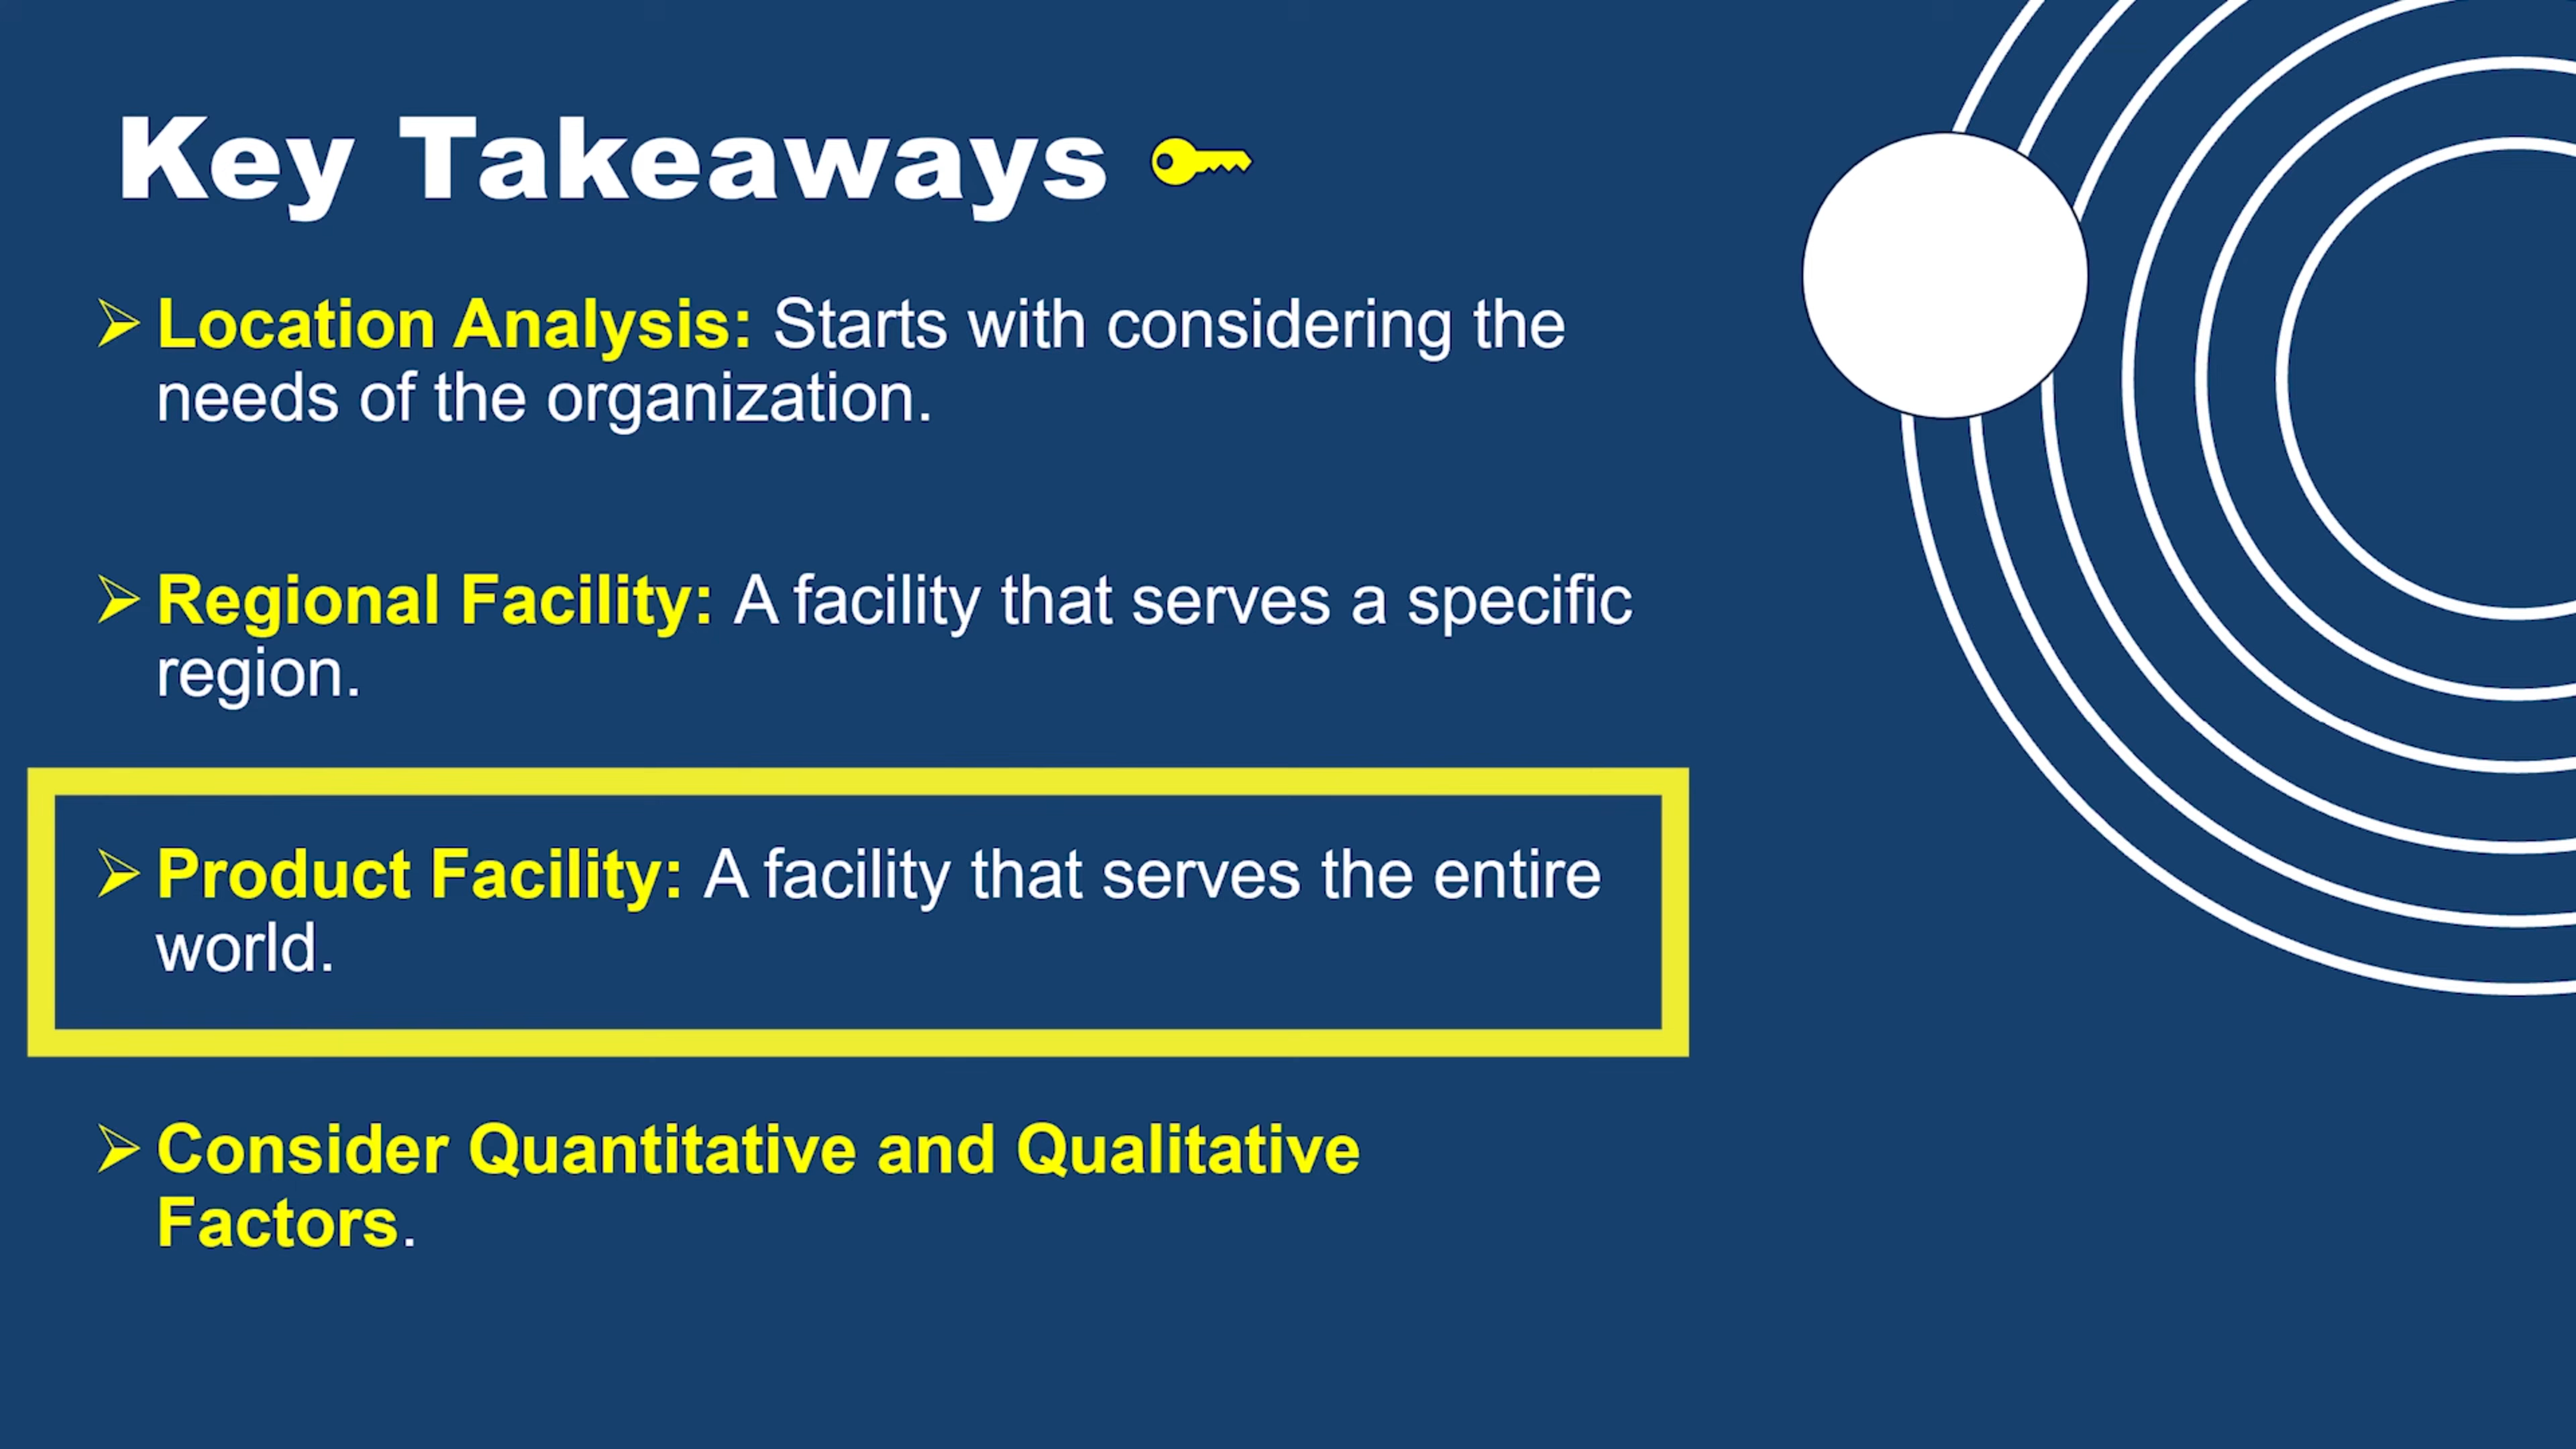 Key Takeaways
Location Analysis: Starts with considering the
needs of the organization.
Regional Facility: A facility that serves a specific
region.
Product Facility: A facility that serves the entire
world.
Consider Quantitative and Qualitative
Factors.